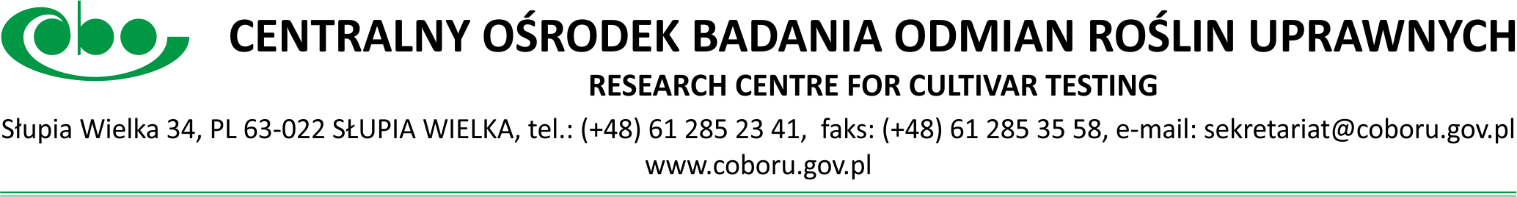 CENTRALNY OŚRODEK BADANIA ODMIAN ROŚLIN UPRAWNYCH
RESEARCH CENTRE FOR CULTIVAR TESTING
Słupia Wielka 34, PL 63-022 SŁUPIA WIELKA, tel.: (+48) 61 285 23 41, faks: (+48) 61 285 35 58, e-mail: sekretariat@coboru.gov.pl
www.coboru.gov.pl